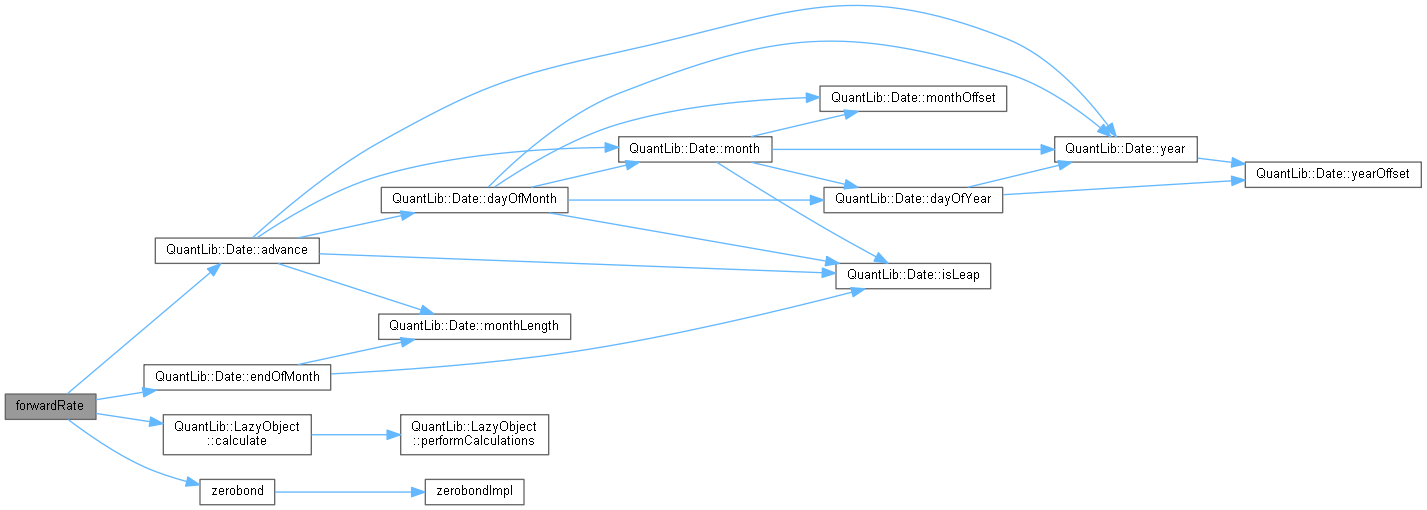 QuantLib::Date::monthOffset
QuantLib::Date::month
QuantLib::Date::year
QuantLib::Date::yearOffset
QuantLib::Date::dayOfMonth
QuantLib::Date::dayOfYear
QuantLib::Date::advance
QuantLib::Date::isLeap
QuantLib::Date::monthLength
QuantLib::Date::endOfMonth
forwardRate
QuantLib::LazyObject
::calculate
QuantLib::LazyObject
::performCalculations
zerobond
zerobondImpl